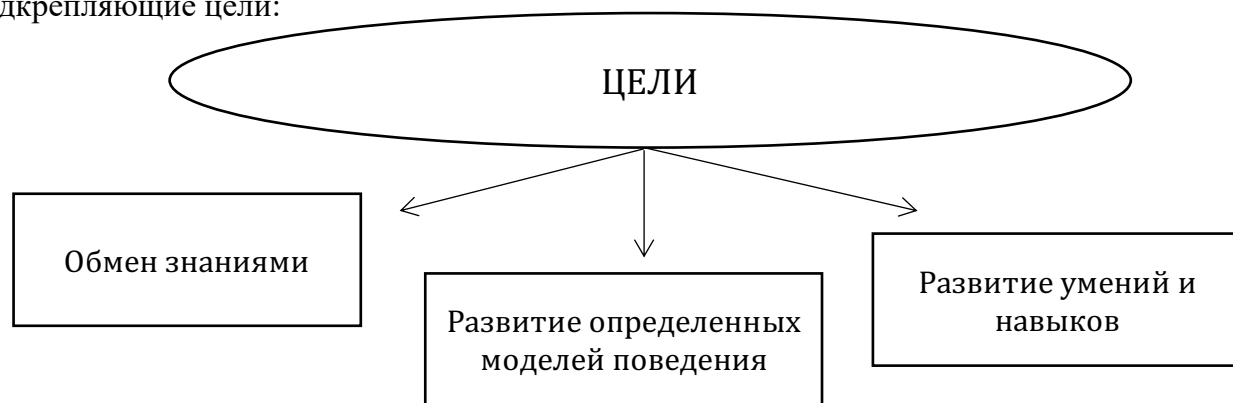 дкрепляющие цели:
ЦЕЛИ
Обмен знаниями
Развитие определенных
моделей поведения
Развитие умений и
навыков